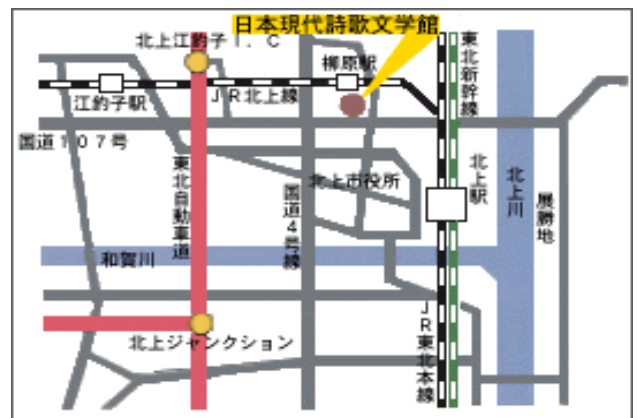 日本現代詩歌文学館
北上江釣子I．C
柳原駅
東北新幹線
江釣子駅
JR北上線
国道107号
東北自動車道
国道4号線
北上市役所
北上駅
北上川
展勝地
和賀川
北上ジャンクション
JR東北本線